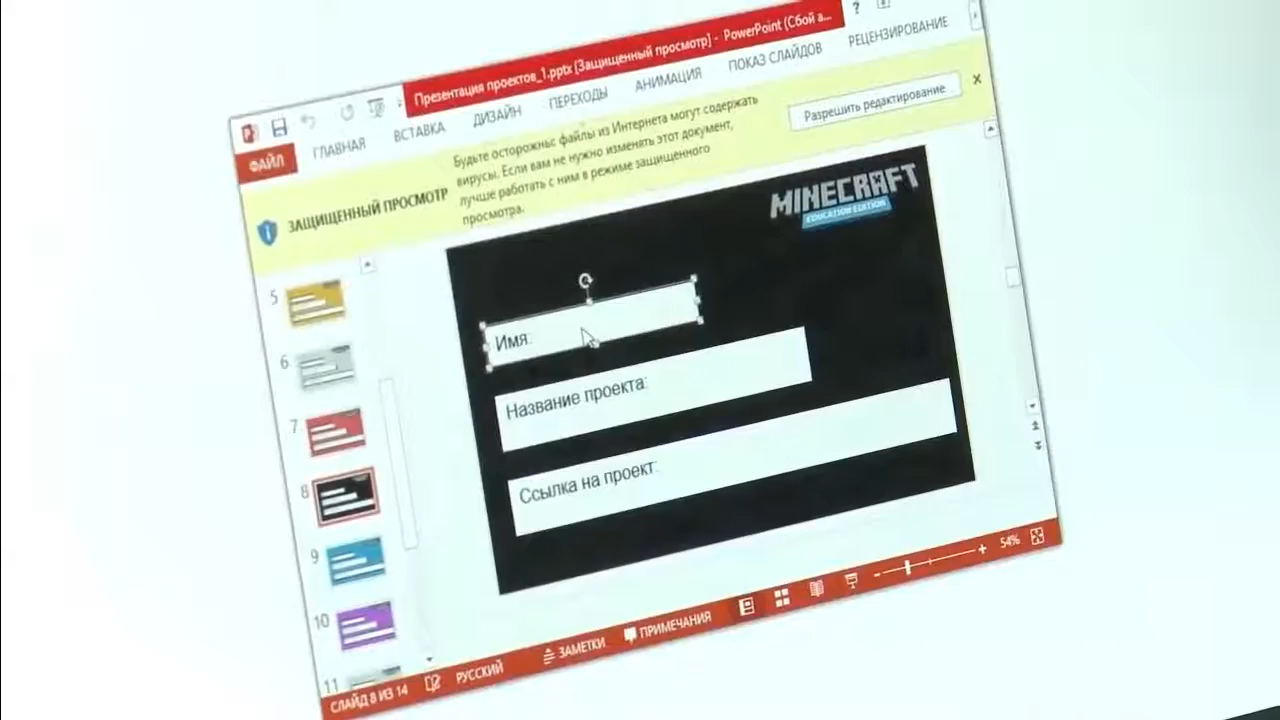 Презентация проектов_1.pptx [Защищенный просмотр] - PowerPoint (Сбой а...
?
ФАЙЛ ГЛАВНАЯ ВСТАВКА ДИЗАЙН ПЕРЕХОДЫ АНИМАЦИЯ ПОКАЗ СЛАЙДОВ РЕЦЕНЗИРОВАНИЕ
ЗАЩИЩЕННЫЙ ПРОСМОТР
Будьте осторожны: файлы из Интернета могут содержать
вирусы. Если вам не нужно изменять этот документ,
лучше работать с ним в режиме защищенного
просмотра.
Разрешить редактирование
5
6
7
8
9
10
11
MINECRAFT
EDUCATION EDITION
Имя:
Название проекта:
Ссылка на проект:
СЛАЙД 8 ИЗ 14 РУССКИЙ ЗАМЕТКИ ПРИМЕЧАНИЯ 54%